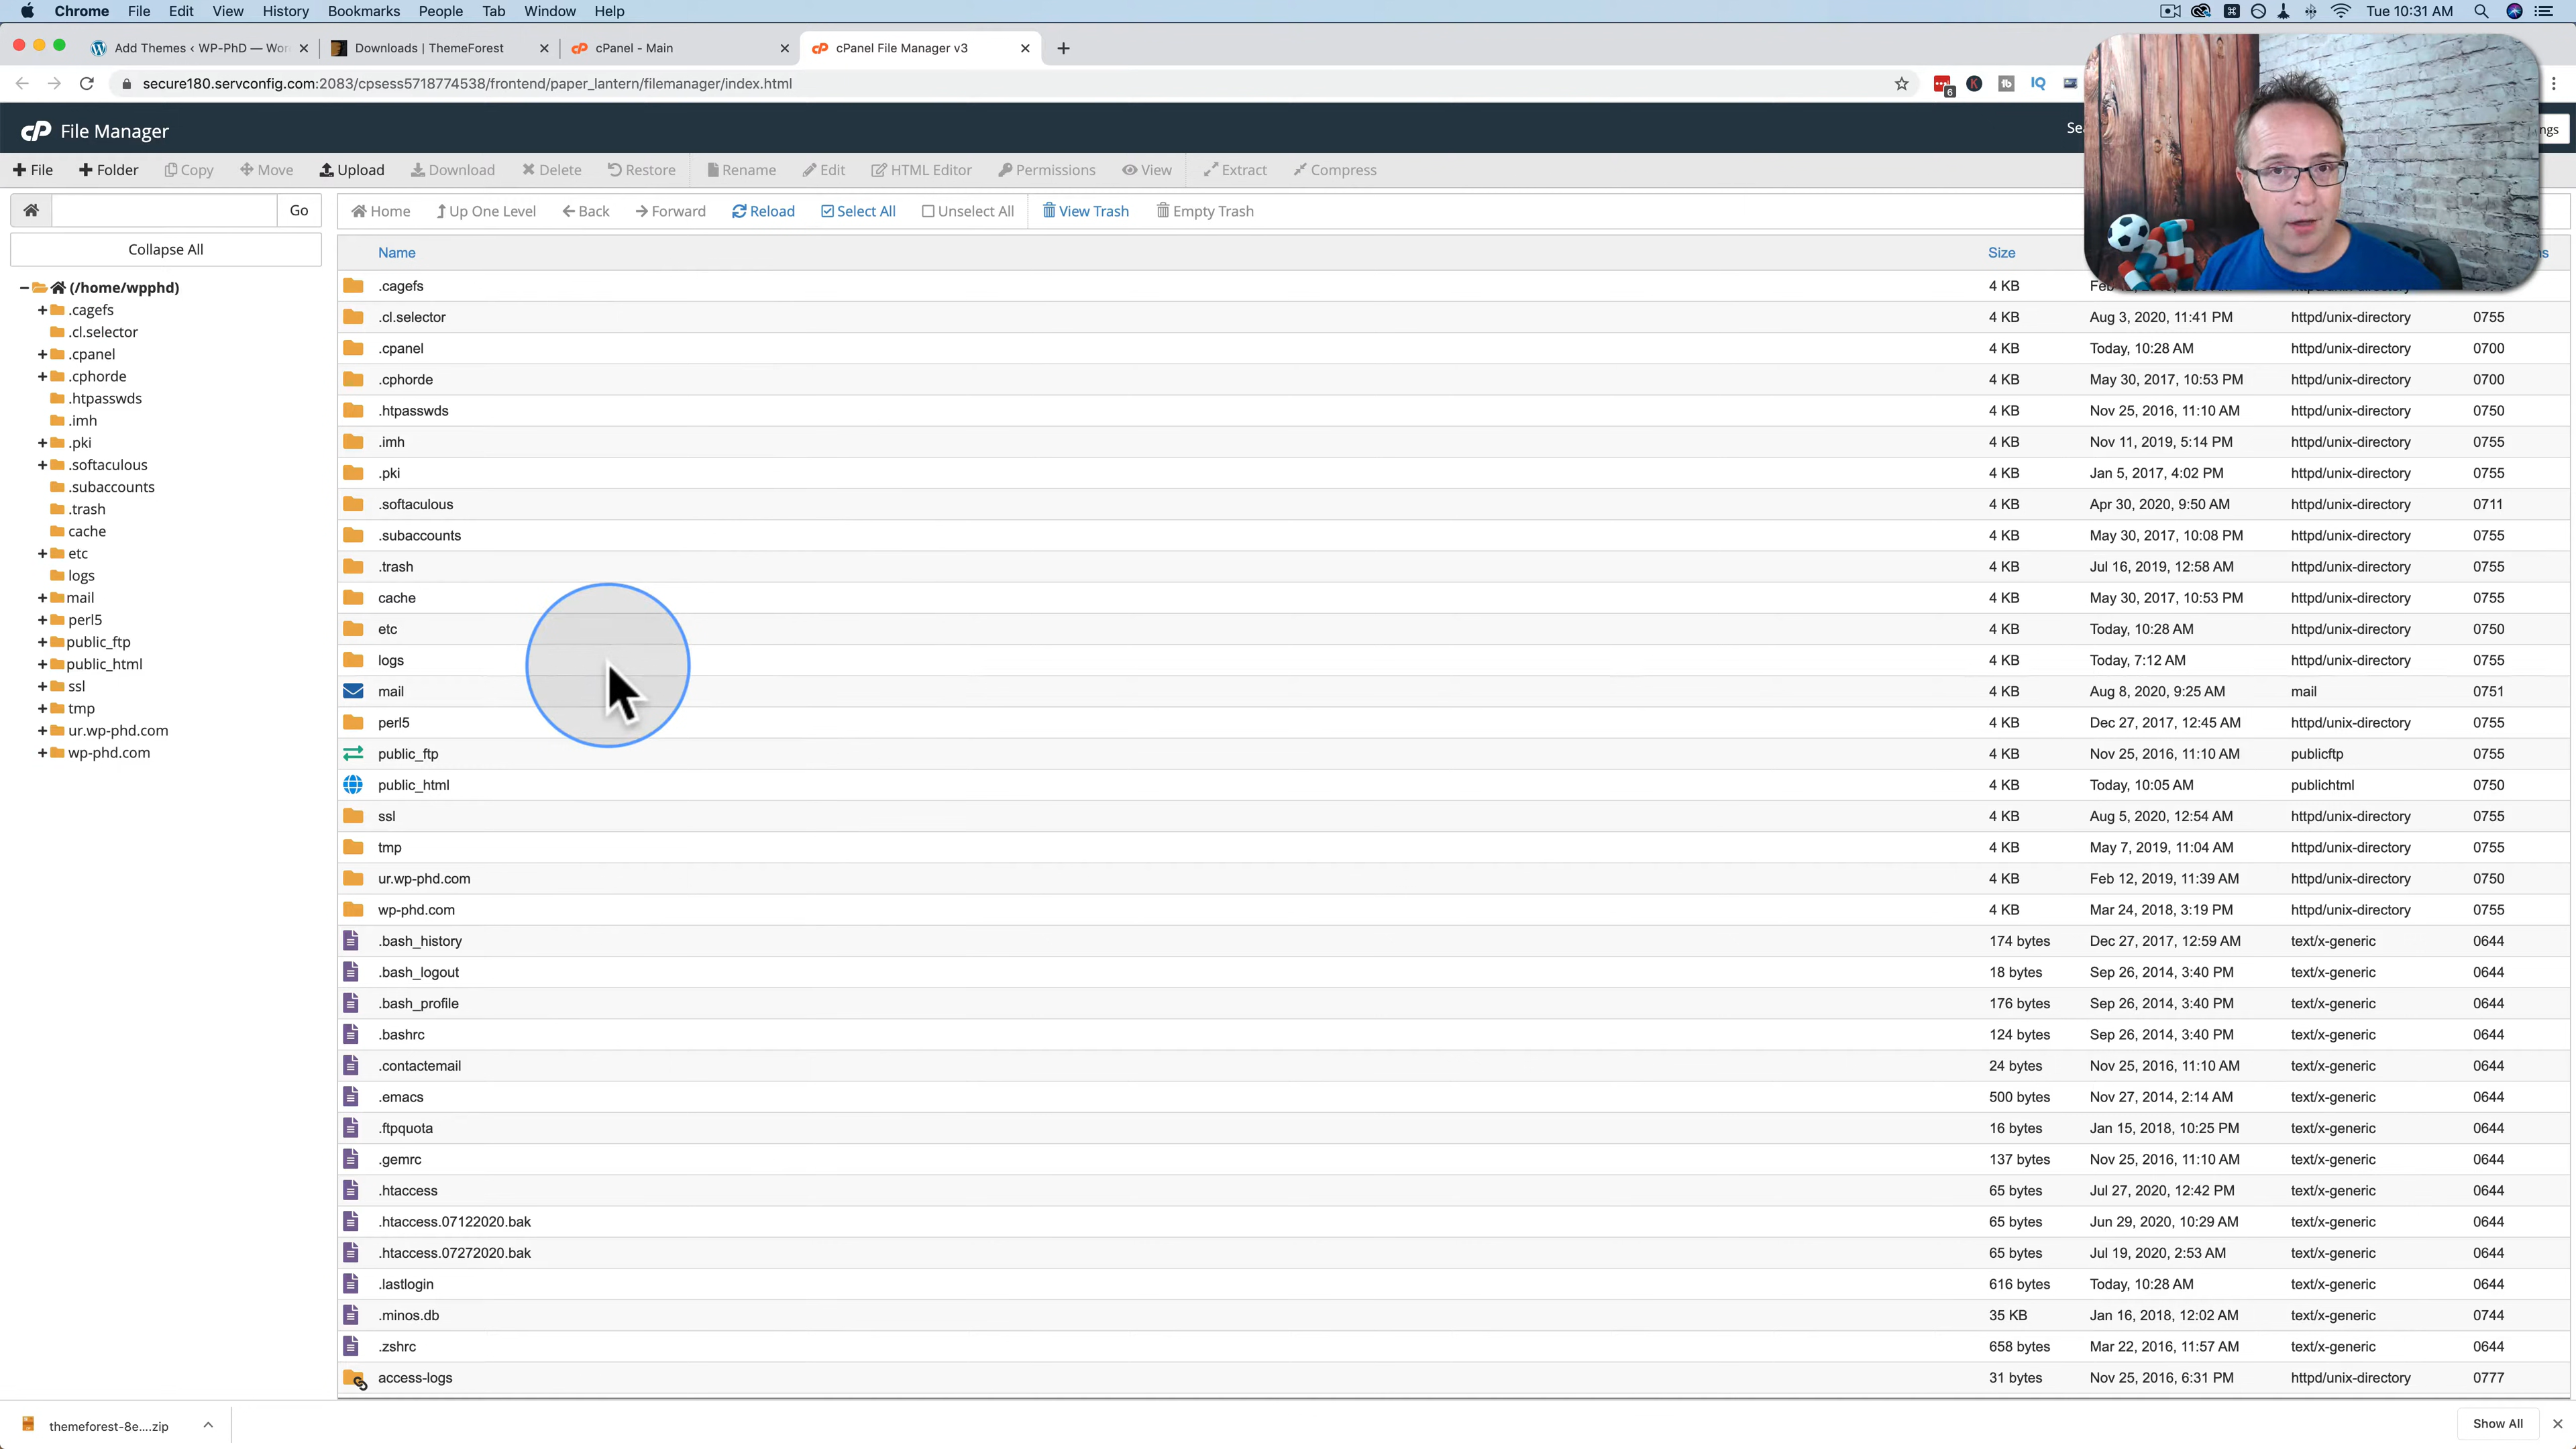 Chrome File Edit View History Bookmarks People Tab Window Help Tue 10:31 AM
Add Themes ‹ WP-PhD — Wor Downloads | ThemeForest cPanel - Main cPanel File Manager v3
secure180.servconfig.com:2083/cpsess5718774538/frontend/paper_lantern/filemanager/index.html 6 K tb IQ
cP File Manager Sea ngs
File Folder Copy Move Upload Download Delete Restore Rename Edit HTML Editor Permissions View Extract Compress
Go Home Up One Level Back Forward Reload Select All Unselect All View Trash Empty Trash
Collapse All
(/home/wpphd)
.cagefs
.cl.selector
.cpanel
.cphorde
.htpasswds
.imh
.pki
.softaculous
.subaccounts
.trash
cache
etc
logs
mail
perl5
public_ftp
public_html
ssl
tmp
ur.wp-phd.com
wp-phd.com
Name Size
.cagefs 4 KB
.cl.selector 4 KB Aug 3, 2020, 11:41 PM httpd/unix-directory 0755
.cpanel 4 KB Today, 10:28 AM httpd/unix-directory 0700
.cphorde 4 KB May 30, 2017, 10:53 PM httpd/unix-directory 0700
.htpasswds 4 KB Nov 25, 2016, 11:10 AM httpd/unix-directory 0750
.imh 4 KB Nov 11, 2019, 5:14 PM httpd/unix-directory 0755
.pki 4 KB Jan 5, 2017, 4:02 PM httpd/unix-directory 0755
.softaculous 4 KB Apr 30, 2020, 9:50 AM httpd/unix-directory 0711
.subaccounts 4 KB May 30, 2017, 10:08 PM httpd/unix-directory 0755
.trash 4 KB Jul 16, 2019, 12:58 AM httpd/unix-directory 0755
cache 4 KB May 30, 2017, 10:53 PM httpd/unix-directory 0755
etc 4 KB Today, 10:28 AM httpd/unix-directory 0750
logs 4 KB Today, 7:12 AM httpd/unix-directory 0755
mail 4 KB Aug 8, 2020, 9:25 AM mail 0751
perl5 4 KB Dec 27, 2017, 12:45 AM httpd/unix-directory 0755
public_ftp 4 KB Nov 25, 2016, 11:10 AM publicftp 0755
public_html 4 KB Today, 10:05 AM publichtml 0750
ssl 4 KB Aug 5, 2020, 12:54 AM httpd/unix-directory 0755
tmp 4 KB May 7, 2019, 11:04 AM httpd/unix-directory 0755
ur.wp-phd.com 4 KB Feb 12, 2019, 11:39 AM httpd/unix-directory 0750
wp-phd.com 4 KB Mar 24, 2018, 3:19 PM httpd/unix-directory 0755
.bash_history 174 bytes Dec 27, 2017, 12:59 AM text/x-generic 0644
.bash_logout 18 bytes Sep 26, 2014, 3:40 PM text/x-generic 0644
.bash_profile 176 bytes Sep 26, 2014, 3:40 PM text/x-generic 0644
.bashrc 124 bytes Sep 26, 2014, 3:40 PM text/x-generic 0644
.contactemail 24 bytes Nov 25, 2016, 11:10 AM text/x-generic 0644
.emacs 500 bytes Nov 27, 2014, 2:14 AM text/x-generic 0644
.ftpquota 16 bytes Jan 15, 2018, 10:25 PM text/x-generic 0644
.gemrc 137 bytes Nov 25, 2016, 11:10 AM text/x-generic 0644
.htaccess 65 bytes Jul 27, 2020, 12:42 PM text/x-generic 0644
.htaccess.07122020.bak 65 bytes Jun 29, 2020, 10:29 AM text/x-generic 0644
.htaccess.07272020.bak 65 bytes Jul 19, 2020, 2:53 AM text/x-generic 0644
.lastlogin 616 bytes Today, 10:28 AM text/x-generic 0644
.minos.db 35 KB Jan 16, 2018, 12:02 AM text/x-generic 0744
.zshrc 658 bytes Mar 22, 2016, 11:57 AM text/x-generic 0644
access-logs 31 bytes Nov 25, 2016, 6:31 PM httpd/unix-directory 0777
themeforest-8e....zip Show All